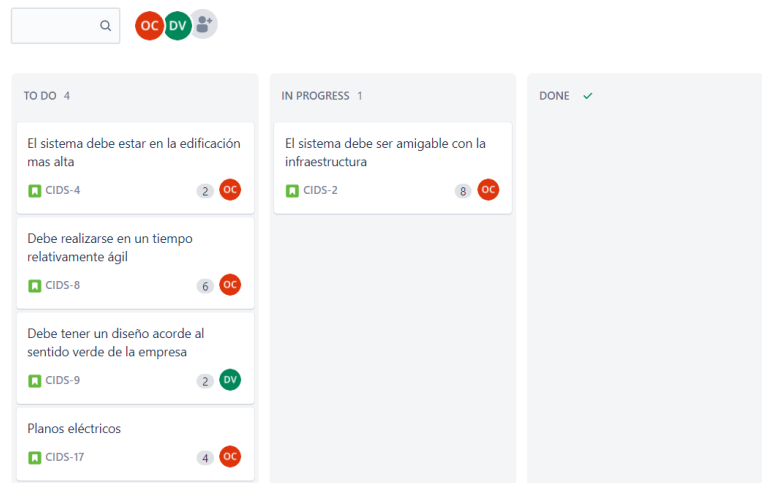 OC DV
TO DO 4
El sistema debe estar en la edificación
mas alta
CIDS-4 2 OC
Debe realizarse en un tiempo
relativamente ágil
CIDS-8 6 OC
Debe tener un diseño acorde al
sentido verde de la empresa
CIDS-9 2 DV
Planos eléctricos
CIDS-17 4 OC
IN PROGRESS 1
El sistema debe ser amigable con la
infraestructura
CIDS-2 8 OC
DONE